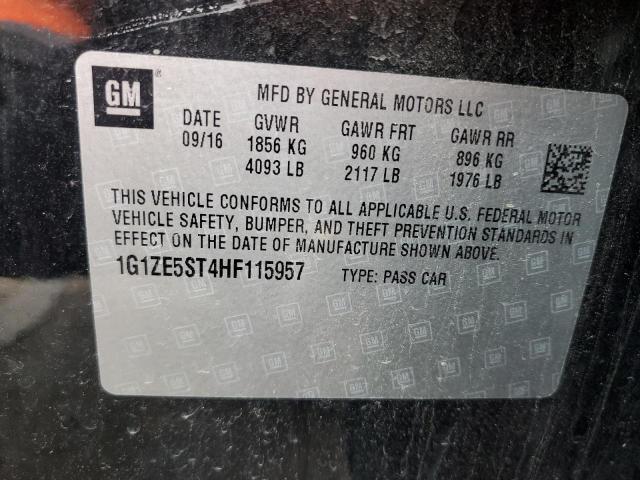 GM ®
MFD BY GENERAL MOTORS LLC
DATE GVWR GAWR FRT GAWR RR
09/16 1856 KG 960 KG 896 KG
4093 LB 2117 LB 1976 LB
THIS VEHICLE CONFORMS TO ALL APPLICABLE U.S. FEDERAL MOTOR
VEHICLE SAFETY, BUMPER, AND THEFT PREVENTION STANDARDS IN
EFFECT ON THE DATE OF MANUFACTURE SHOWN ABOVE.
1G1ZE5ST4HF115957 TYPE: PASS CAR